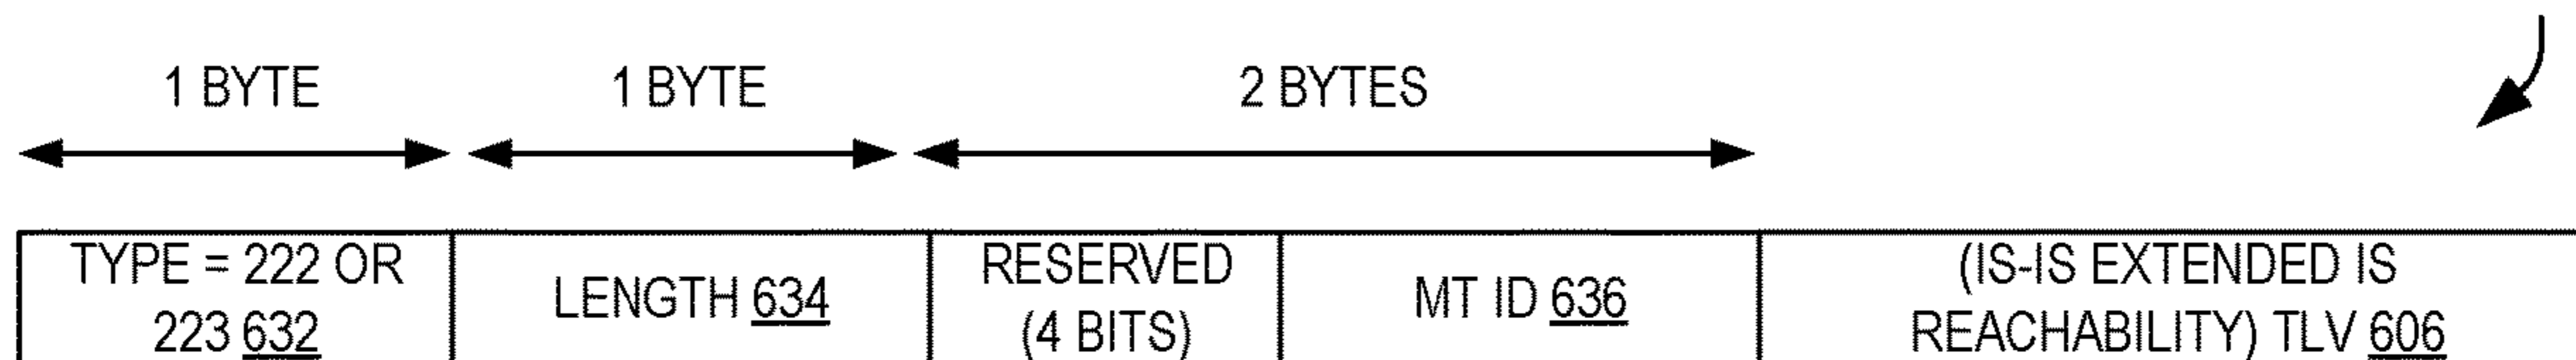 1 BYTE 1 BYTE 2 BYTES
TYPE = 222 OR
223 632
LENGTH 634
RESERVED
(4 BITS)
MT ID 636
(IS-IS EXTENDED IS
REACHABILITY) TLV 606